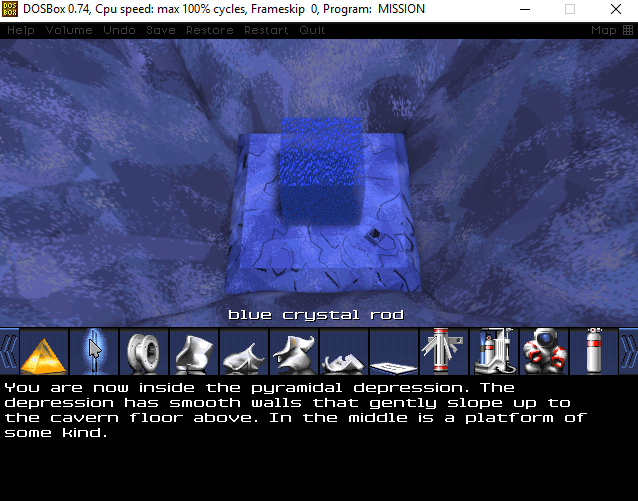 DOSBox 0.74, Cpu speed: max 100% cycles, Frameskip 0, Program: MISSION
Help Volume Undo Save Restore Restart Quit Map
blue crystal rod
You are now inside the pyramidal depression. The
depression has smooth walls that gently slope up to
the cavern floor above. In the middle is a platform of
some kind.